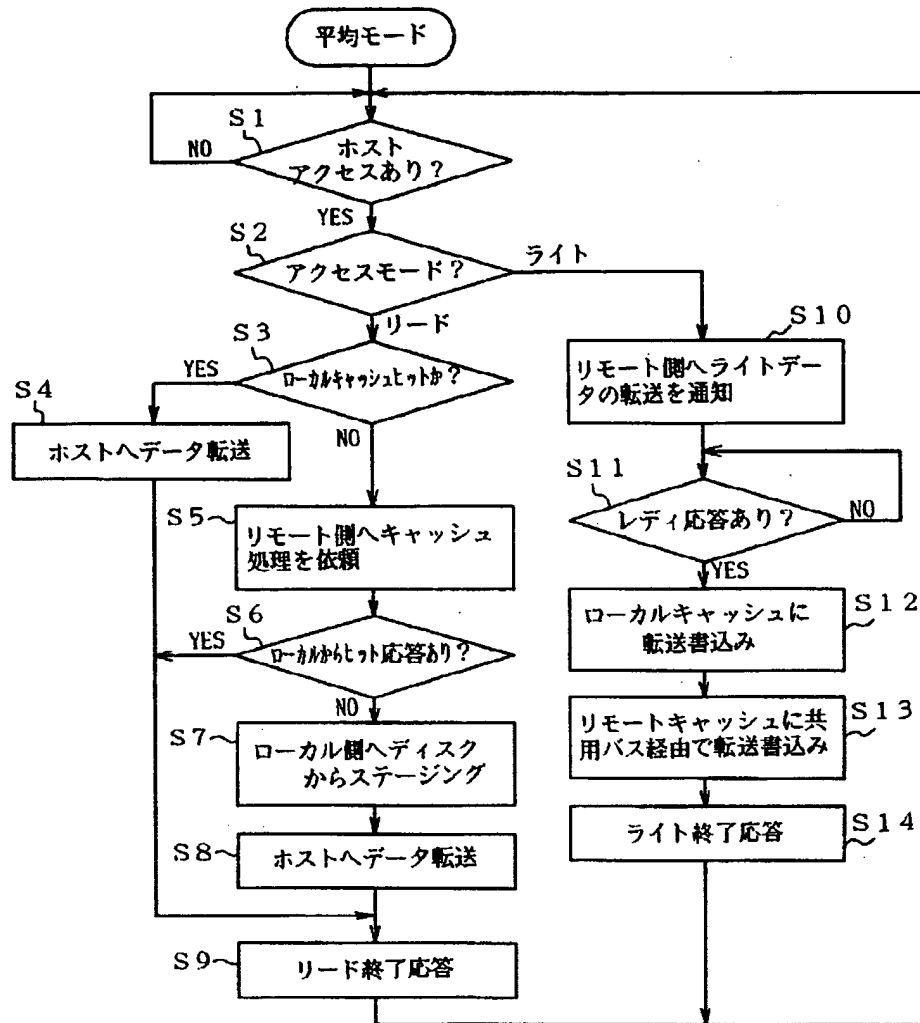 平均モード
S1
NO
ホスト
アクセスあり?
YES
S2
アクセスモード?
ライト
リード
S3
YES
ローカルキャッシュヒットか?
NO
S4
ホストへデータ転送
S5
リモート側へキャッシュ
処理を依頼
S6
YES
ローカルからヒット応答あり?
NO
S7
ローカル側へディスク
からステージング
S8
ホストへデータ転送
S9
リード終了応答
S10
リモート側へライトデー
タの転送を通知
S11
レディ応答あり?
NO
YES
ローカルキャッシュに
転送書込み
S12
リモートキャッシュに共
用バス経由で転送書込み
S13
ライト終了応答
S14